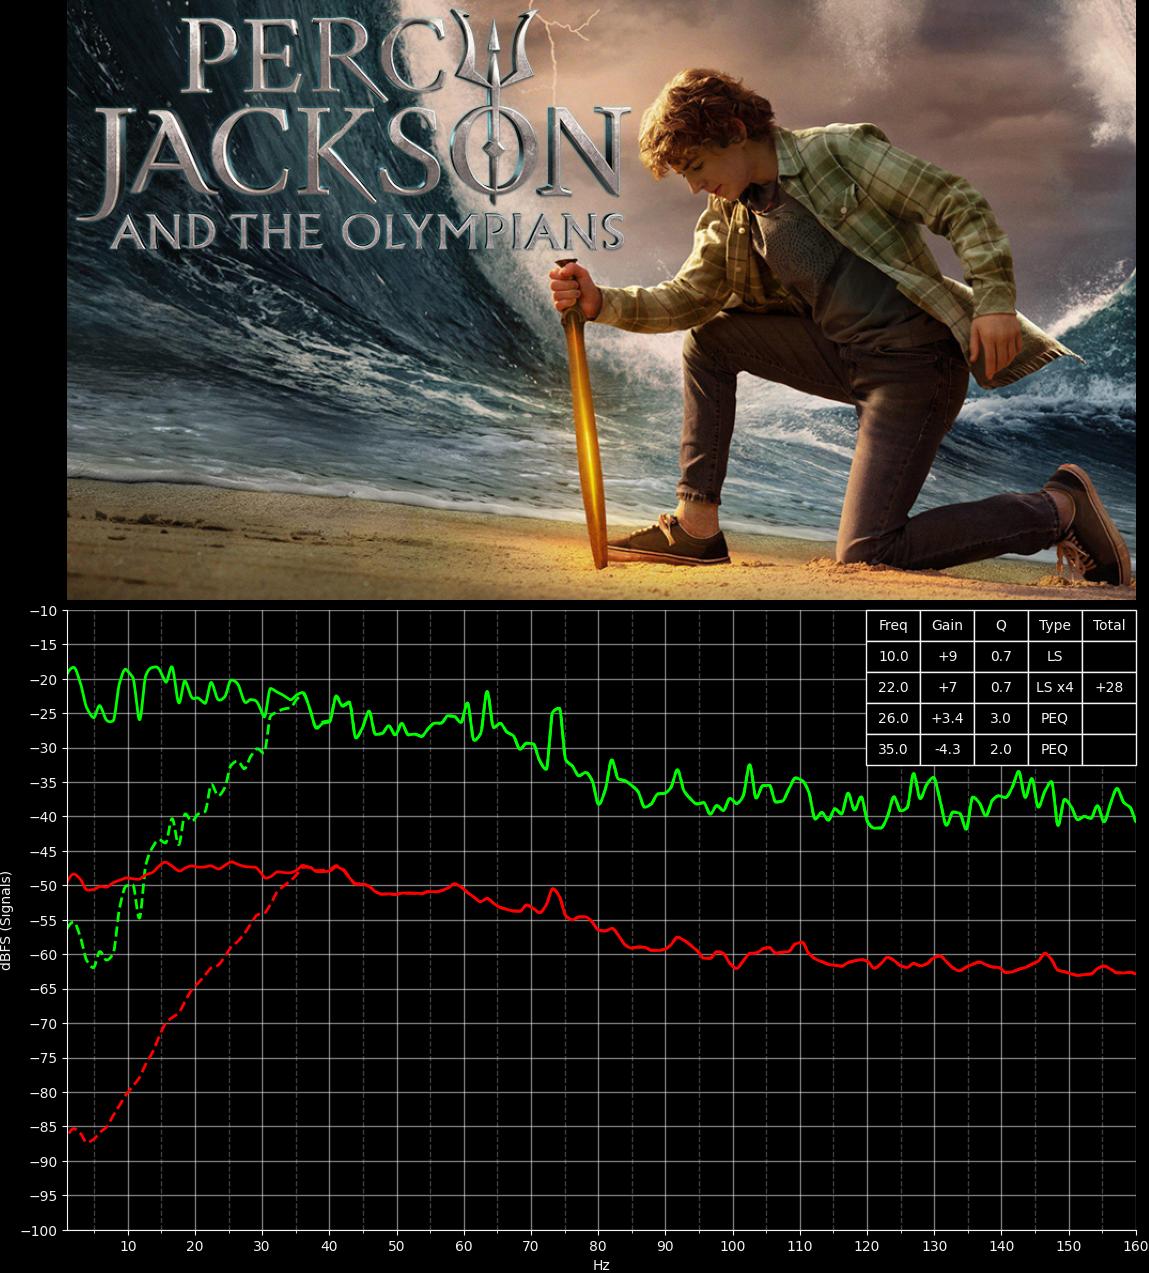 PERCY
JACKSON
AND THE OLYMPIANS
Freq Gain Q Type Total
10.0 +9 0.7 LS
22.0 +7 0.7 LS x4 +28
26.0 +3.4 3.0 PEQ
35.0 -4.3 2.0 PEQ
−10
−15
−20
−25
−30
−35
−40
−45
−50
−55
−60
−65
−70
−75
−80
−85
−90
−95
−100
dBFS (Signals)
10 20 30 40 50 60 70 80 90 100 110 120 130 140 150 160
Hz